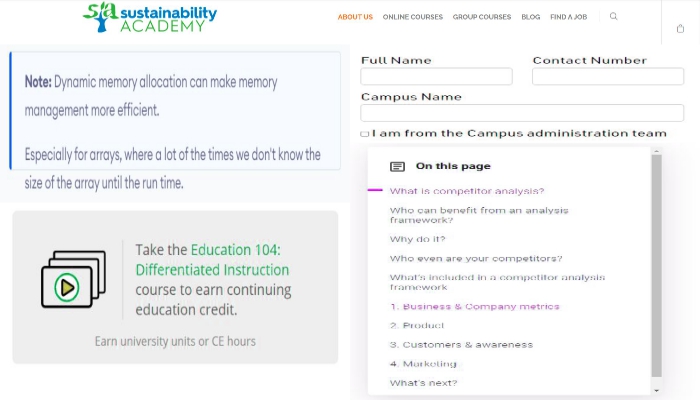 sa sustainability
ACADEMY
ABOUT US ONLINE COURSES GROUP COURSES BLOG FIND A JOB
Note: Dynamic memory allocation can make memory
management more efficient.
Especially for arrays, where a lot of the times we don't know the
size of the array until the run time.
Take the Education 104:
Differentiated Instruction
course to earn continuing
education credit.
Earn university units or CE hours
Full Name Contact Number
Campus Name
I am from the Campus administration team
On this page
What is competitor analysis?
Who can benefit from an analysis
framework?
Why do it?
Who even are your competitors?
What's included in a competitor analysis
framework
1. Business & Company metrics
2. Product
3. Customers & awareness
4. Marketing
What's next?